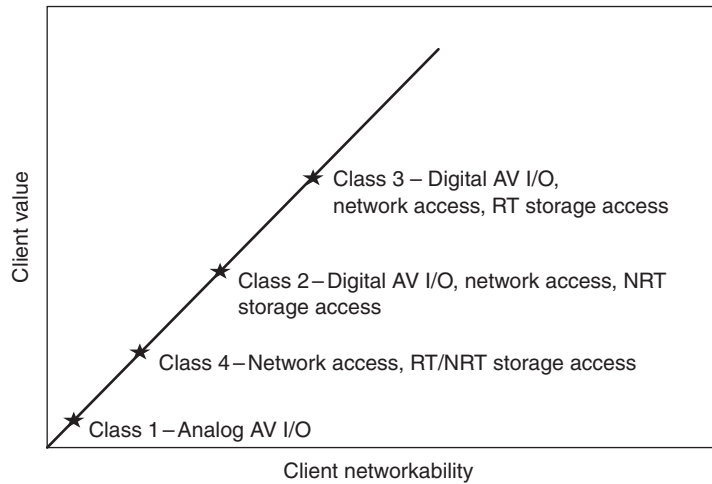 Client value
Class 3 – Digital AV I/O,
network access, RT storage access
Class 2 – Digital AV I/O, network access, NRT
storage access
Class 4 – Network access, RT/NRT storage access
Class 1 – Analog AV I/O
Client networkability